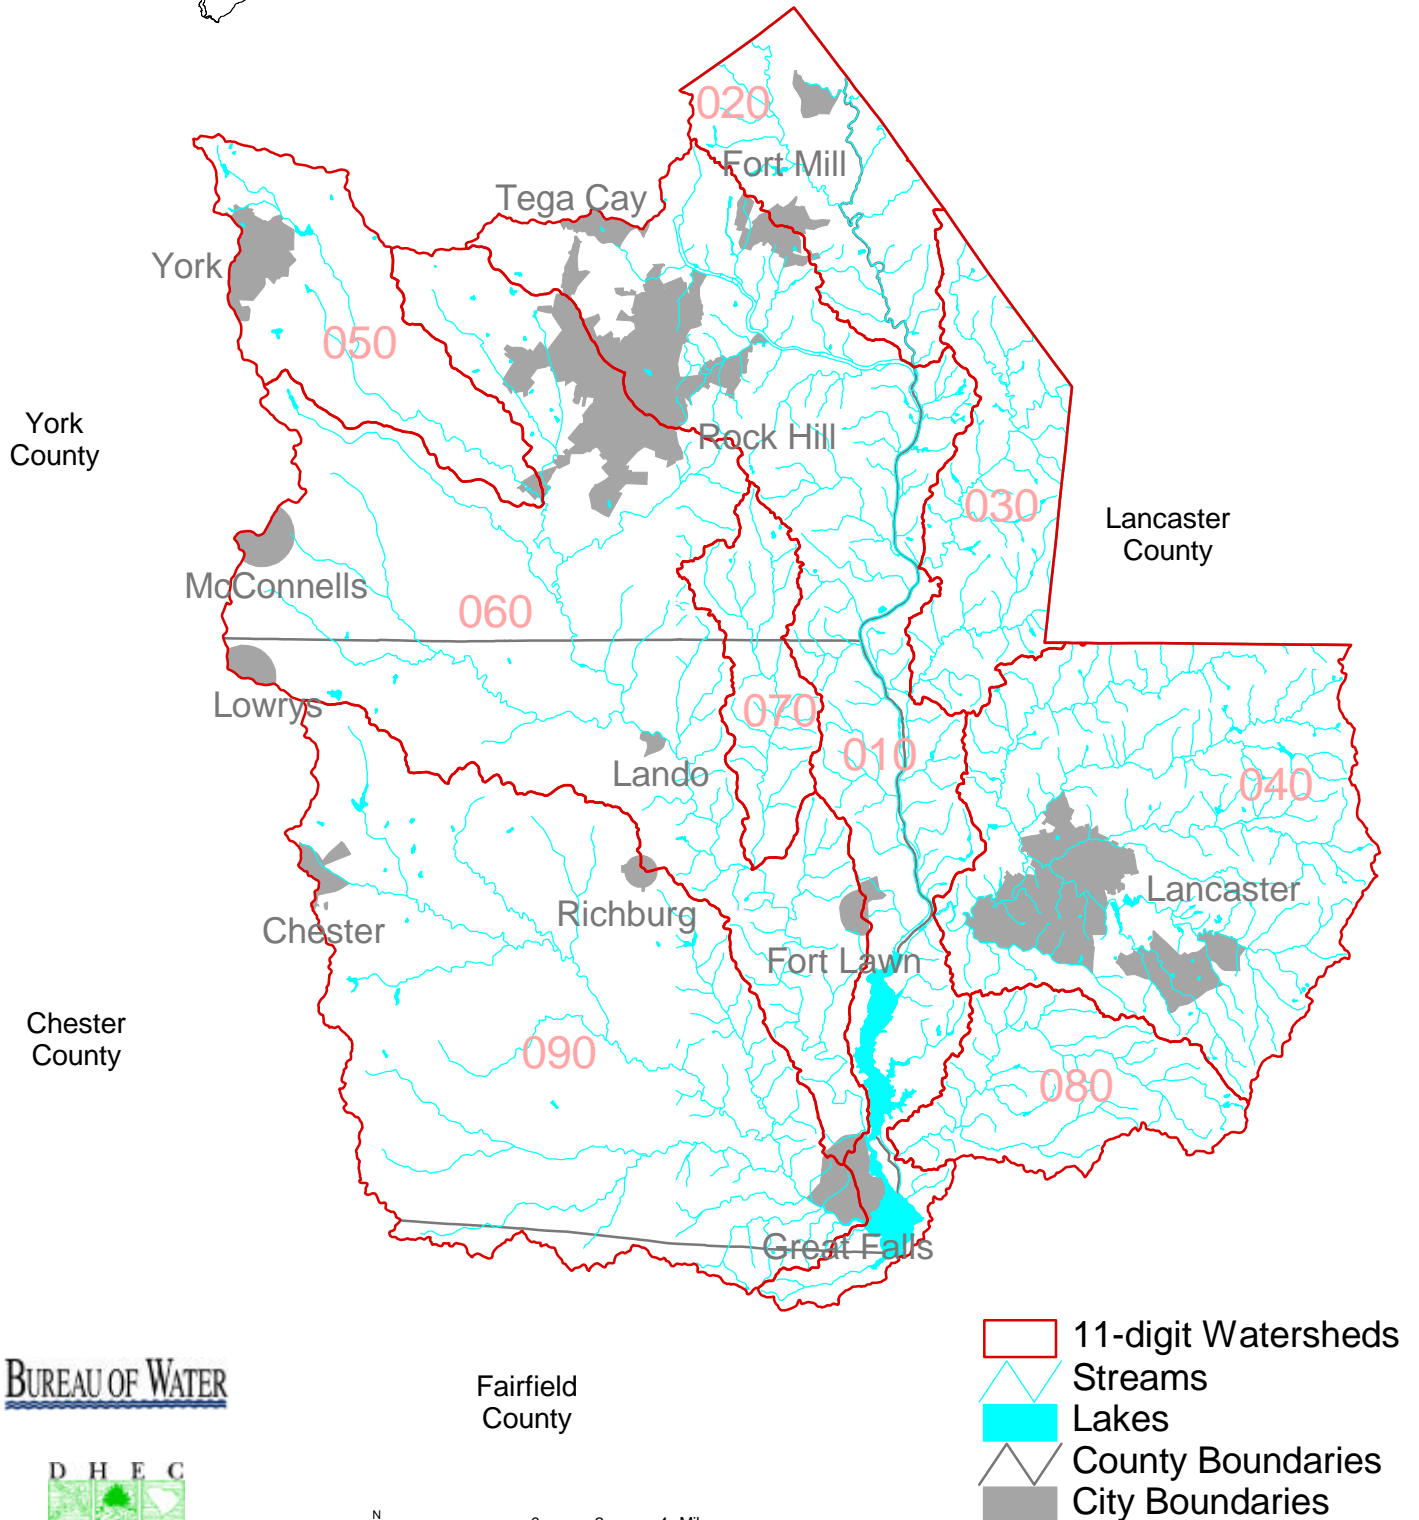 020
Fort Mill
Tega Cay
York
050
York
County
Rock Hill
030
Lancaster
County
McConnells
060
Lowrys
070
010
Lando
040
Lancaster
Richburg
Chester
Fort Lawn
Chester
County
090
080
Great Falls
11-digit Watersheds
Streams
Lakes
County Boundaries
City Boundaries
BUREAU OF WATER
Fairfield
County
D H E C
N